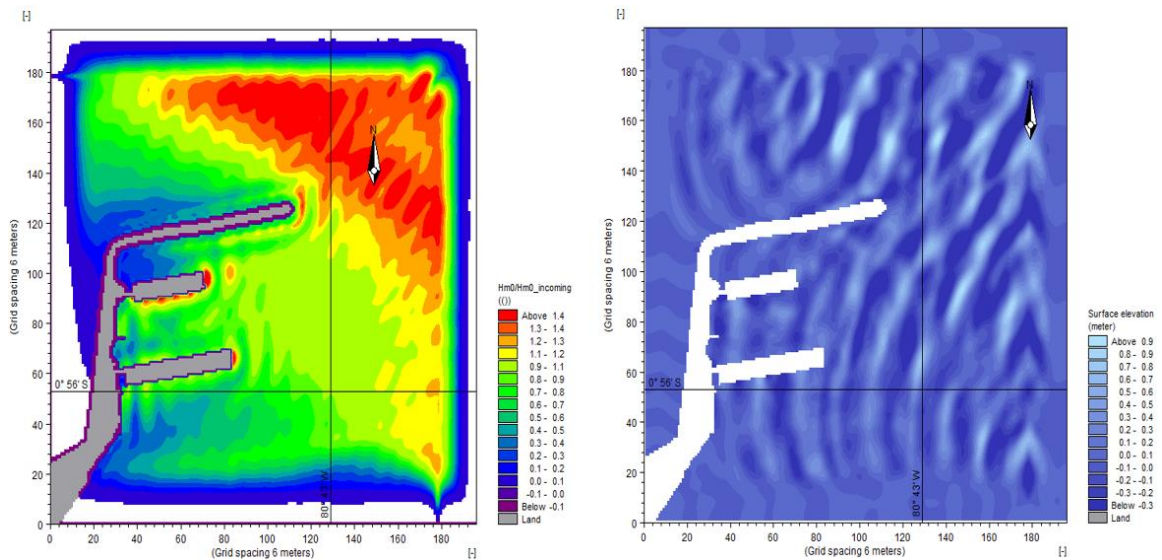 [-]
180
160
140
120
100
80
60
40
20
0
(Grid spacing 6 meters)
0° 56' S
80° 43' W
N
0 20 40 60 80 100 120 140 160 180
(Grid spacing 6 meters)
[-]
Hm0/Hm0_incoming
(())
Above 1.4
1.3 - 1.4
1.2 - 1.3
1.1 - 1.2
1.0 - 1.1
0.9 - 1.0
0.8 - 0.9
0.7 - 0.8
0.6 - 0.7
0.5 - 0.6
0.4 - 0.5
0.3 - 0.4
0.2 - 0.3
0.1 - 0.2
0.0 - 0.1
-0.1 - 0.0
Below -0.1
Land
[-]
180
160
140
120
100
80
60
40
20
0
(Grid spacing 6 meters)
0° 56' S
80° 43' W
N
0 20 40 60 80 100 120 140 160 180
(Grid spacing 6 meters)
[-]
Surface elevation
(meter)
Above 0.9
0.8 - 0.9
0.7 - 0.8
0.6 - 0.7
0.5 - 0.6
0.4 - 0.5
0.3 - 0.4
0.2 - 0.3
0.1 - 0.2
0.0 - 0.1
-0.1 - 0.0
-0.2 - -0.1
-0.3 - -0.2
Below -0.3
Land